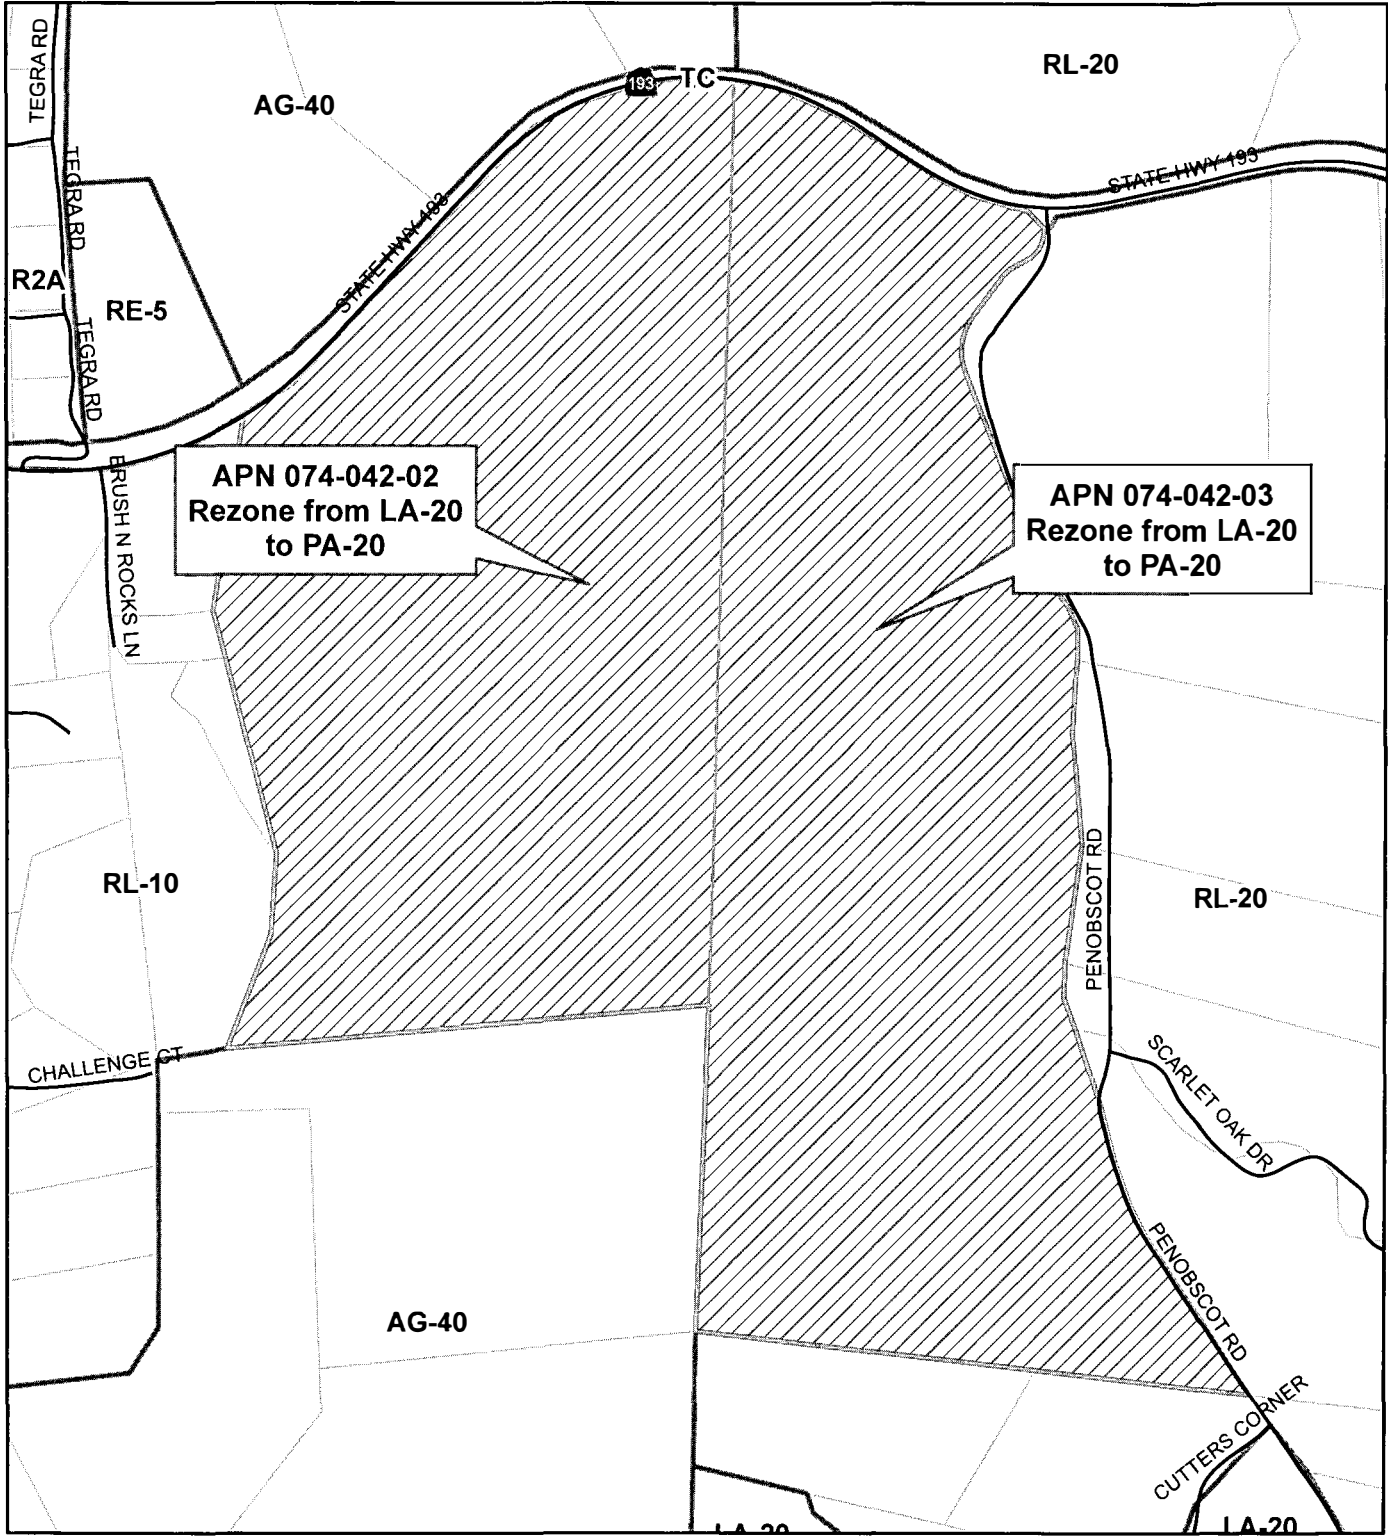 TEGRA RD
RL-20
193
TC
AG-40
STATE HWY 193
TEGRA RD
STATE HWY 193
R2A
RE-5
TEGRA RD
BRUSH N ROCKS LN
APN 074-042-02
Rezone from LA-20
to PA-20
APN 074-042-03
Rezone from LA-20
to PA-20
PENOBSCOT RD
RL-10
RL-20
CHALLENGE CT
SCARLET OAK DR
PENOBSCOT RD
AG-40
CUTTERS CORNER
LA-20
LA-20